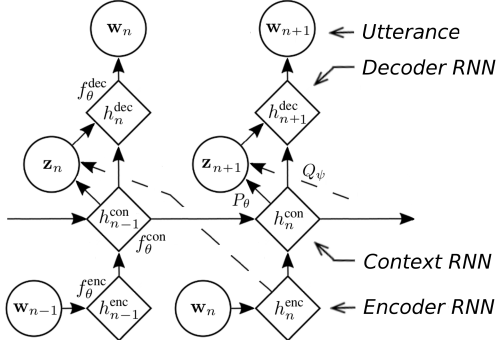 w_n w_{n+1} Utterance
f_θ^{dec} Decoder RNN
h_n^{dec} h_{n+1}^{dec}
z_n z_{n+1} Q_ψ
P_θ
h_{n-1}^{con} h_n^{con}
f_θ^{con} Context RNN
f_θ^{enc}
w_{n-1} h_{n-1}^{enc} w_n h_n^{enc} Encoder RNN